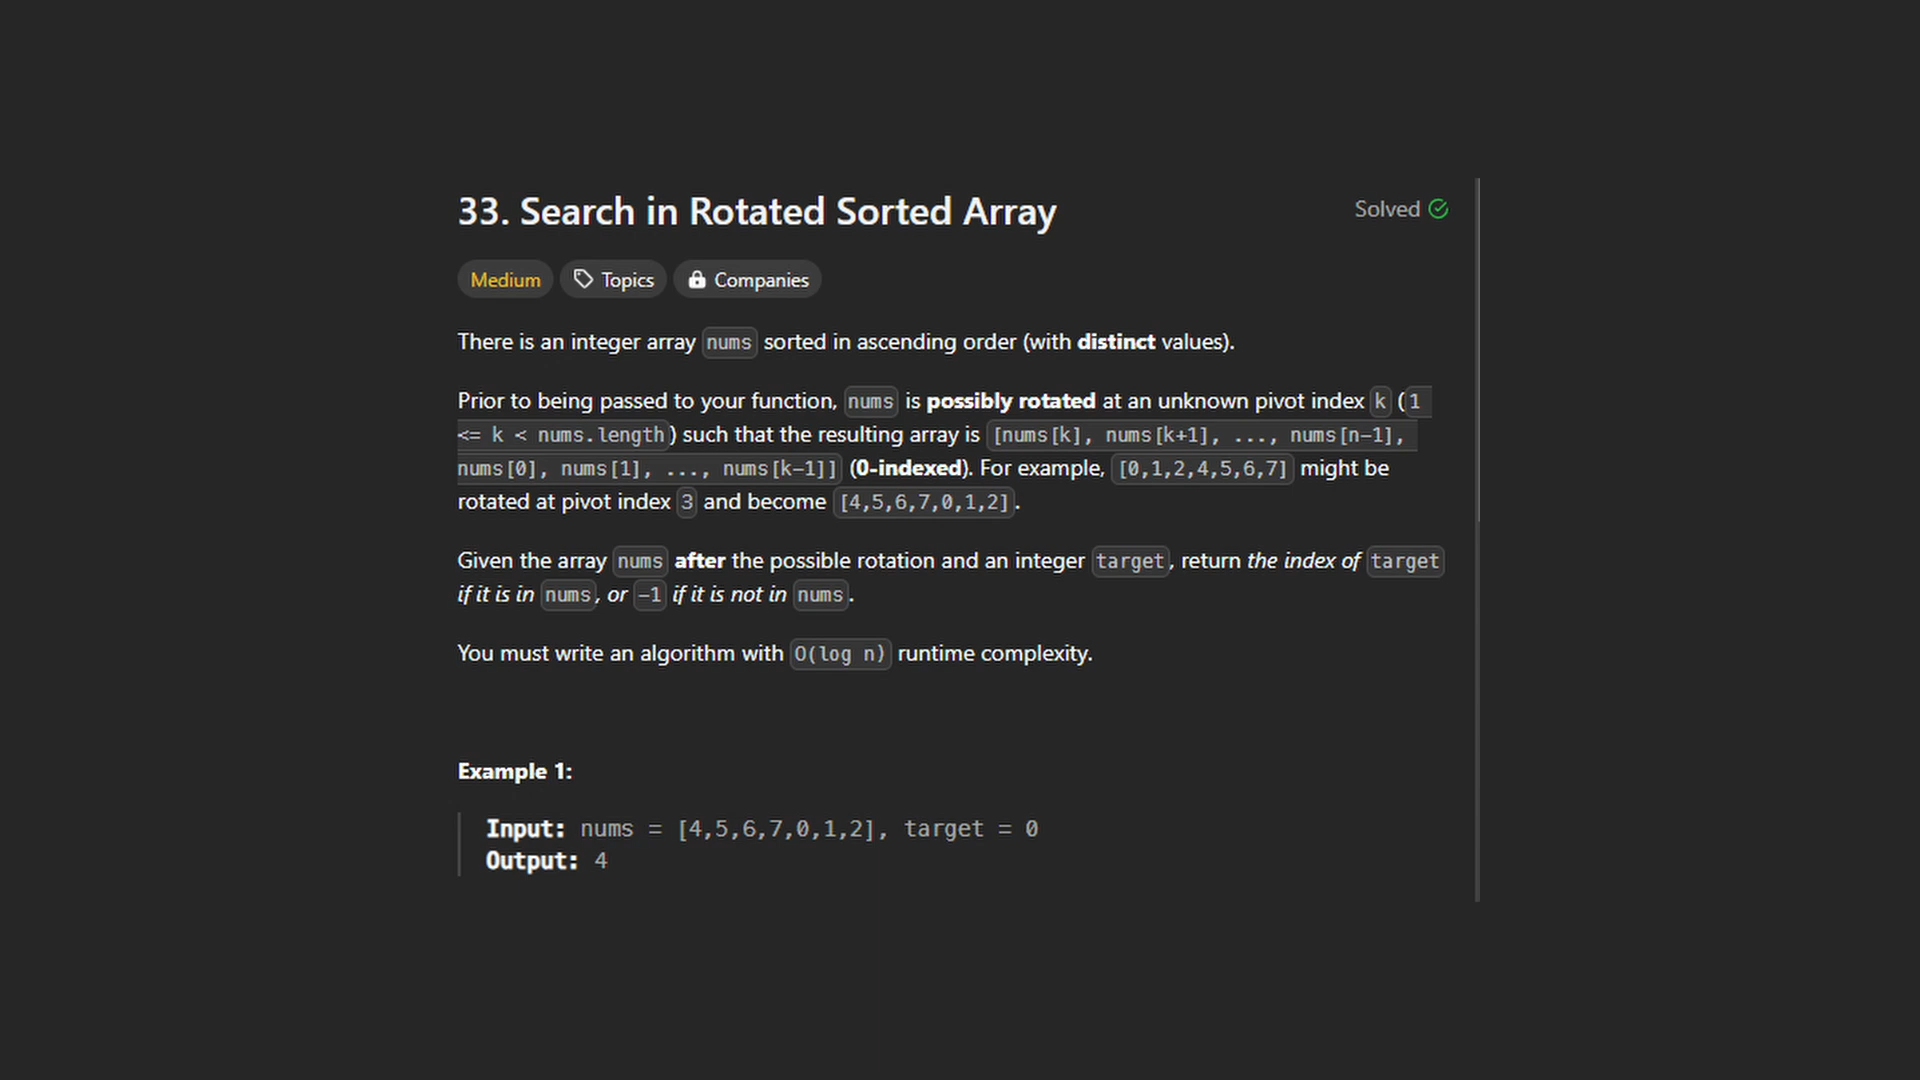 33. Search in Rotated Sorted Array
Solved
Medium Topics Companies
There is an integer array nums sorted in ascending order (with distinct values).
Prior to being passed to your function, nums is possibly rotated at an unknown pivot index k (1
<= k < nums.length) such that the resulting array is [nums[k], nums[k+1], ..., nums[n-1],
nums[0], nums[1], ..., nums[k-1]] (0-indexed). For example, [0,1,2,4,5,6,7] might be
rotated at pivot index 3 and become [4,5,6,7,0,1,2].
Given the array nums after the possible rotation and an integer target, return the index of target
if it is in nums, or -1 if it is not in nums.
You must write an algorithm with O(log n) runtime complexity.
Example 1:
Input: nums = [4,5,6,7,0,1,2], target = 0
Output: 4